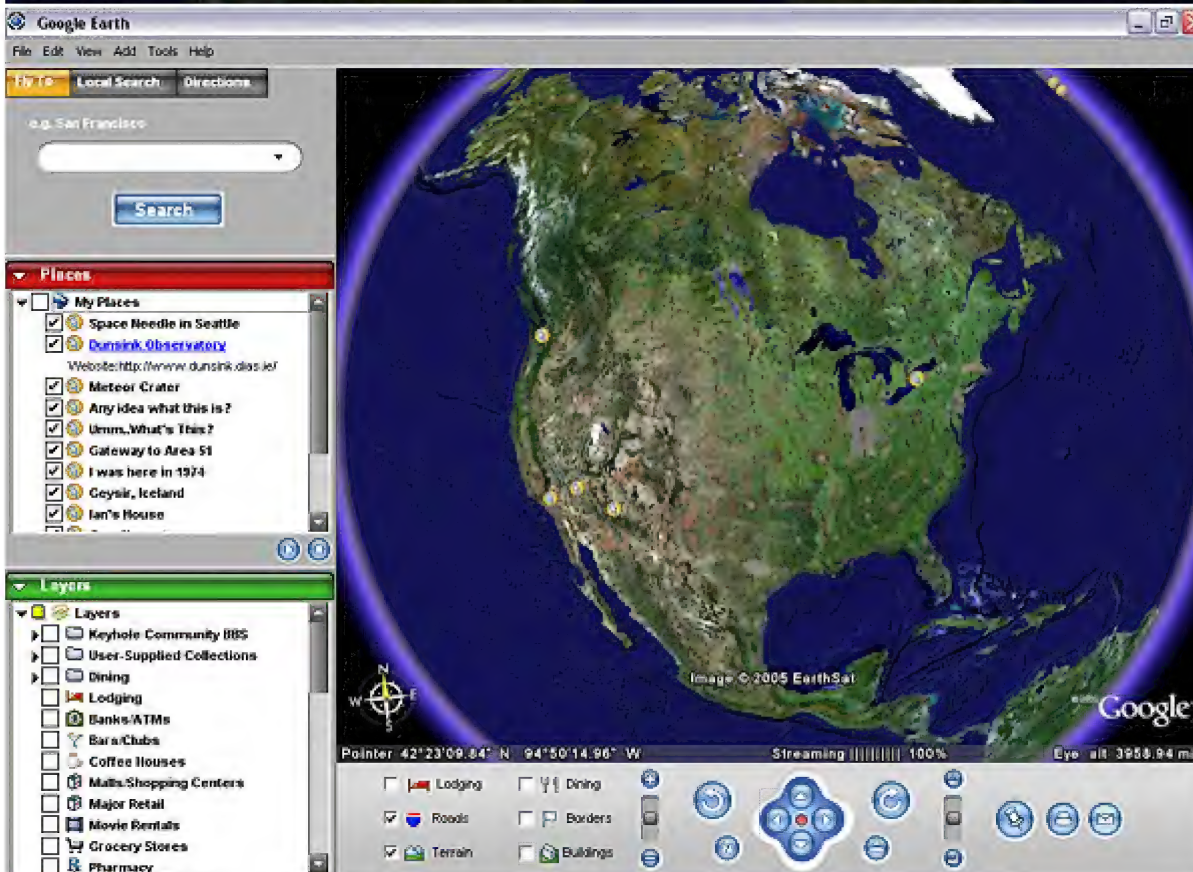 Google Earth
File Edit View Add Tools Help
Fly To Local Search Directions
e.g. San Francisco
Search
Places
My Places
Space Needle in Seattle
Dunsink Observatory
Website:http://www.dunsink.dias.ie/
Meteor Crater
Any idea what this is?
Umm,.What's This?
Gateway to Area 51
I was here in 1974
Geysir, Iceland
Ian's House
Layers
Layers
Keyhole Community BBS
User-Supplied Collections
Dining
Lodging
Banks/ATMs
Bars/Clubs
Coffee Houses
Malls/Shopping Centers
Major Retail
Movie Rentals
Grocery Stores
Pharmacy
N
W E
S
Image © 2005 EarthSat
Google
Pointer 42°23'09.84" N 94°50'14.96" W Streaming |||||||||| 100% Eye alt 3958.94 mi
Lodging Dining
Roads Borders
Terrain Buildings